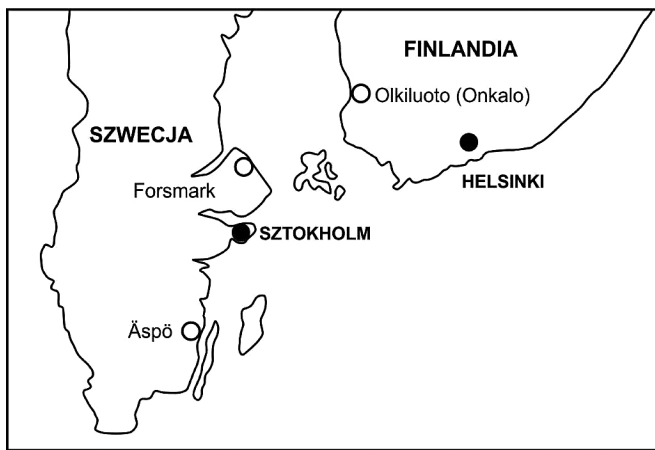 FINLANDIA
Olkiluoto (Onkalo)
SZWECJA
HELSINKI
Forsmark
SZTOKHOLM
Äspö